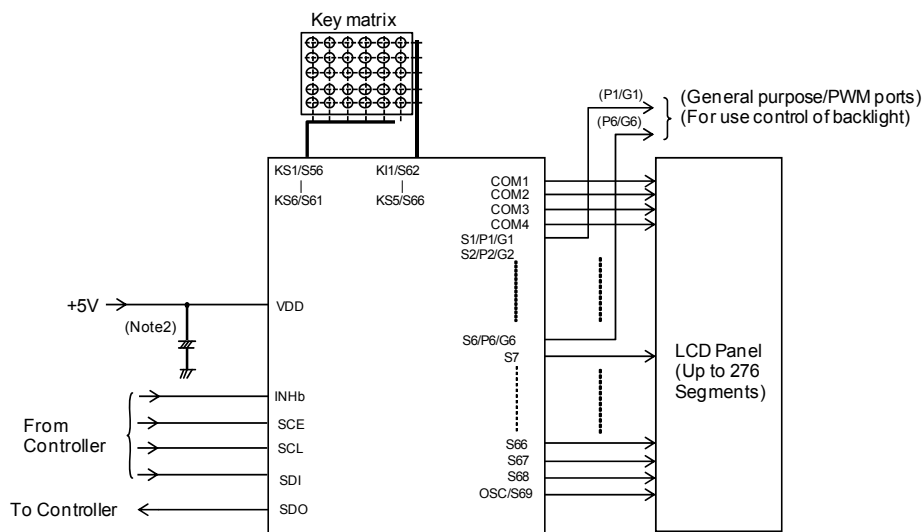 Key matrix
(P1/G1)
(P6/G6)
(General purpose/PWM ports)
(For use control of backlight)
KS1/S56
|
KS6/S61
KI1/S62
|
KS5/S66
COM1
COM2
COM3
COM4
S1/P1/G1
S2/P2/G2
+5V
VDD
(Note2)
S6/P6/G6
S7
LCD Panel
(Up to 276
Segments)
From
Controller
INHb
SCE
SCL
SDI
To Controller
SDO
S66
S67
S68
OSC/S69